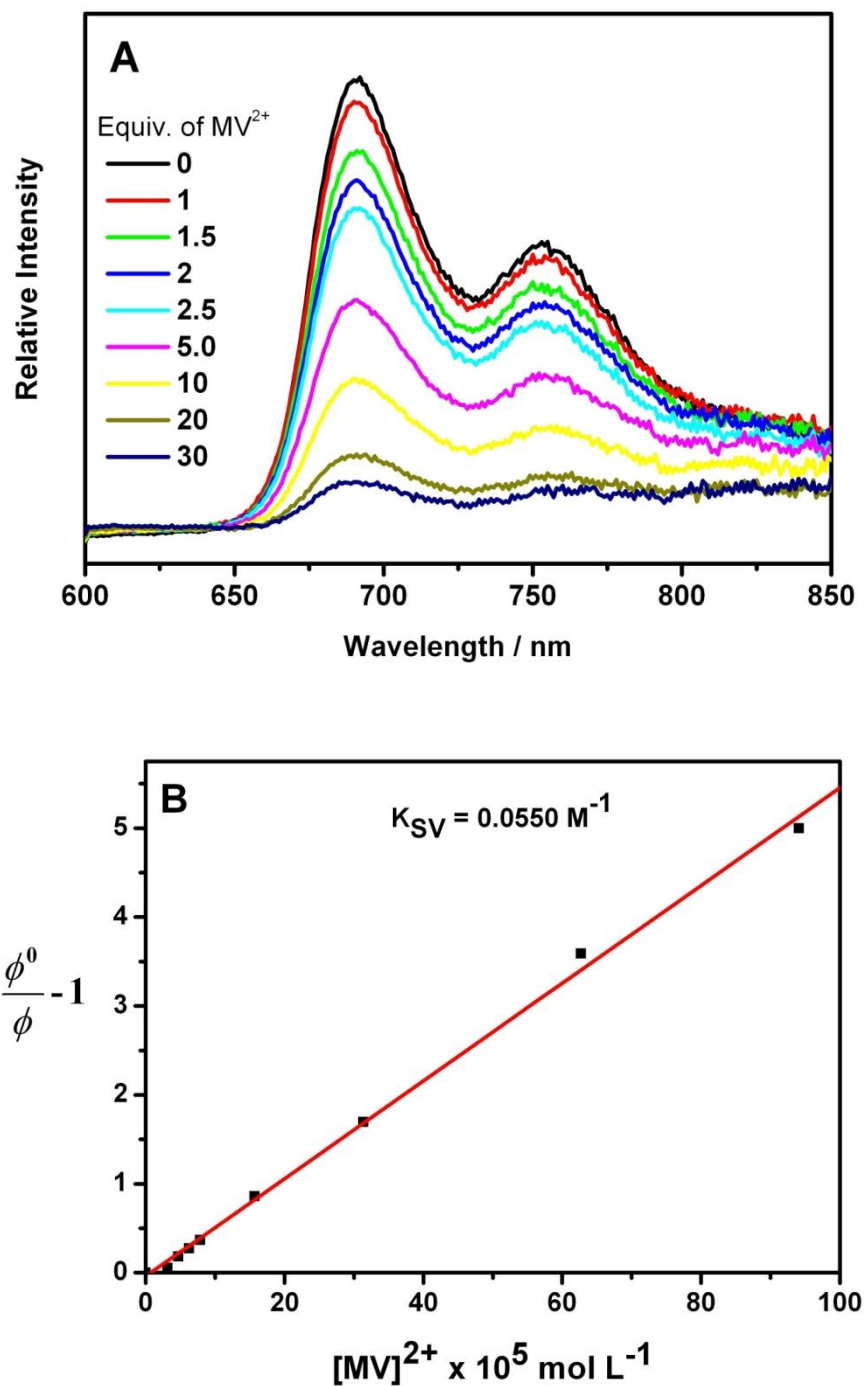 A
Equiv. of MV2+
0
1
1.5
2
2.5
5.0
10
20
30
Relative Intensity
600 650 700 750 800 850
Wavelength / nm
B
KSV = 0.0550 M-1
5
4
3
2
1
0
ϕ0/ϕ -1
0 20 40 60 80 100
[MV]2+ x 105 mol L-1